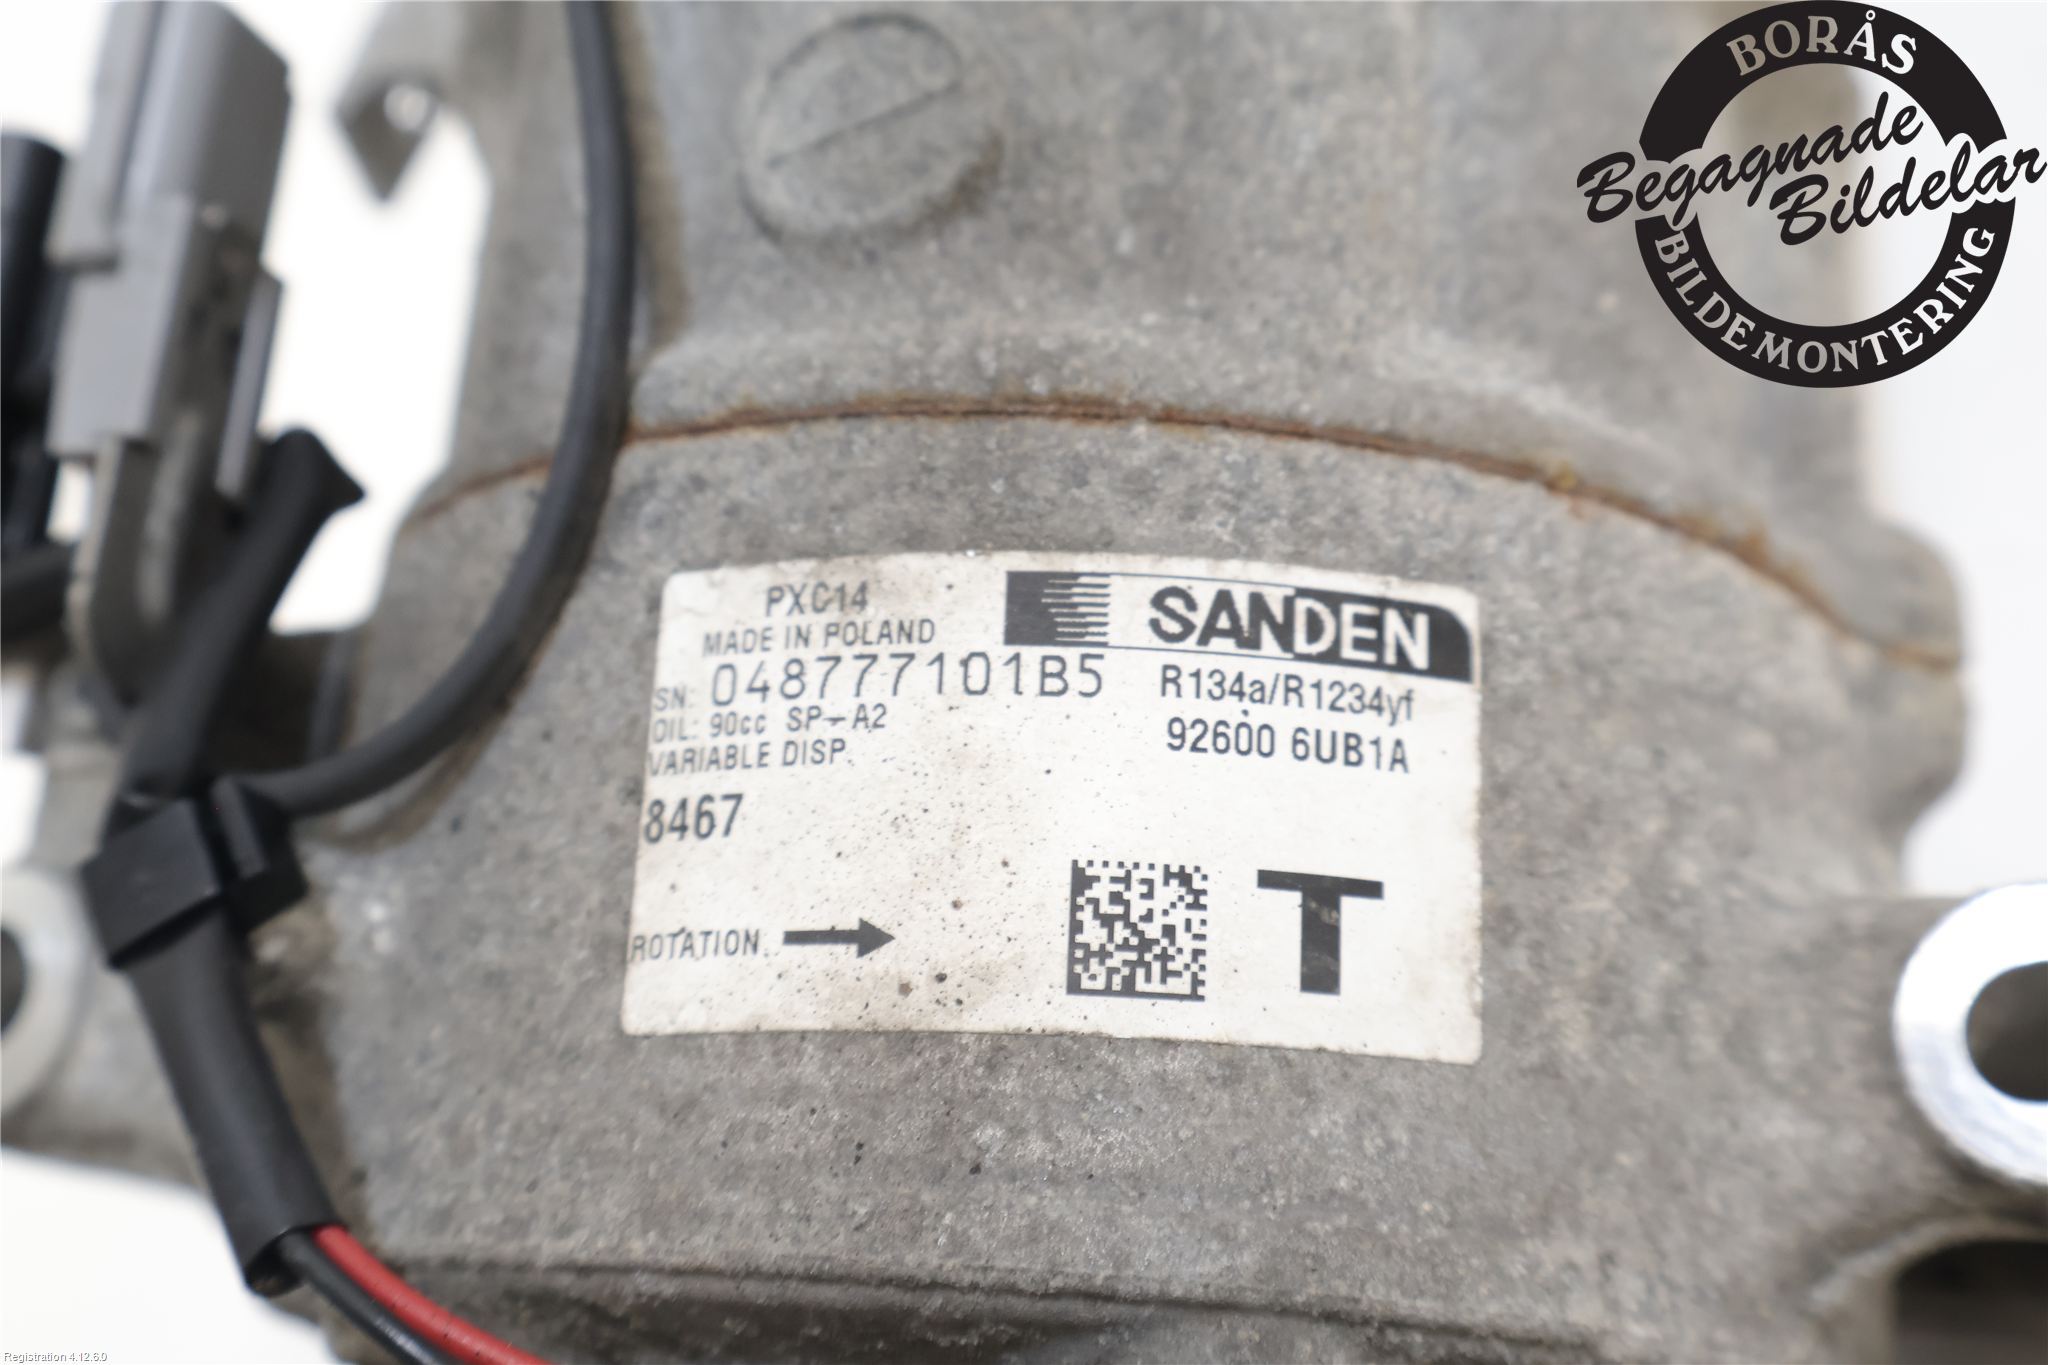 BORÅS
Begagnade
Bildelar
BILDEMONTERING
PXC14
MADE IN POLAND
SANDEN
SN: 048777101B5
R134a/R1234yf
OIL: 90cc SP-A2
92600 6UB1A
VARIABLE DISP.
8467
ROTATION
T
Registration 4.12.6.0